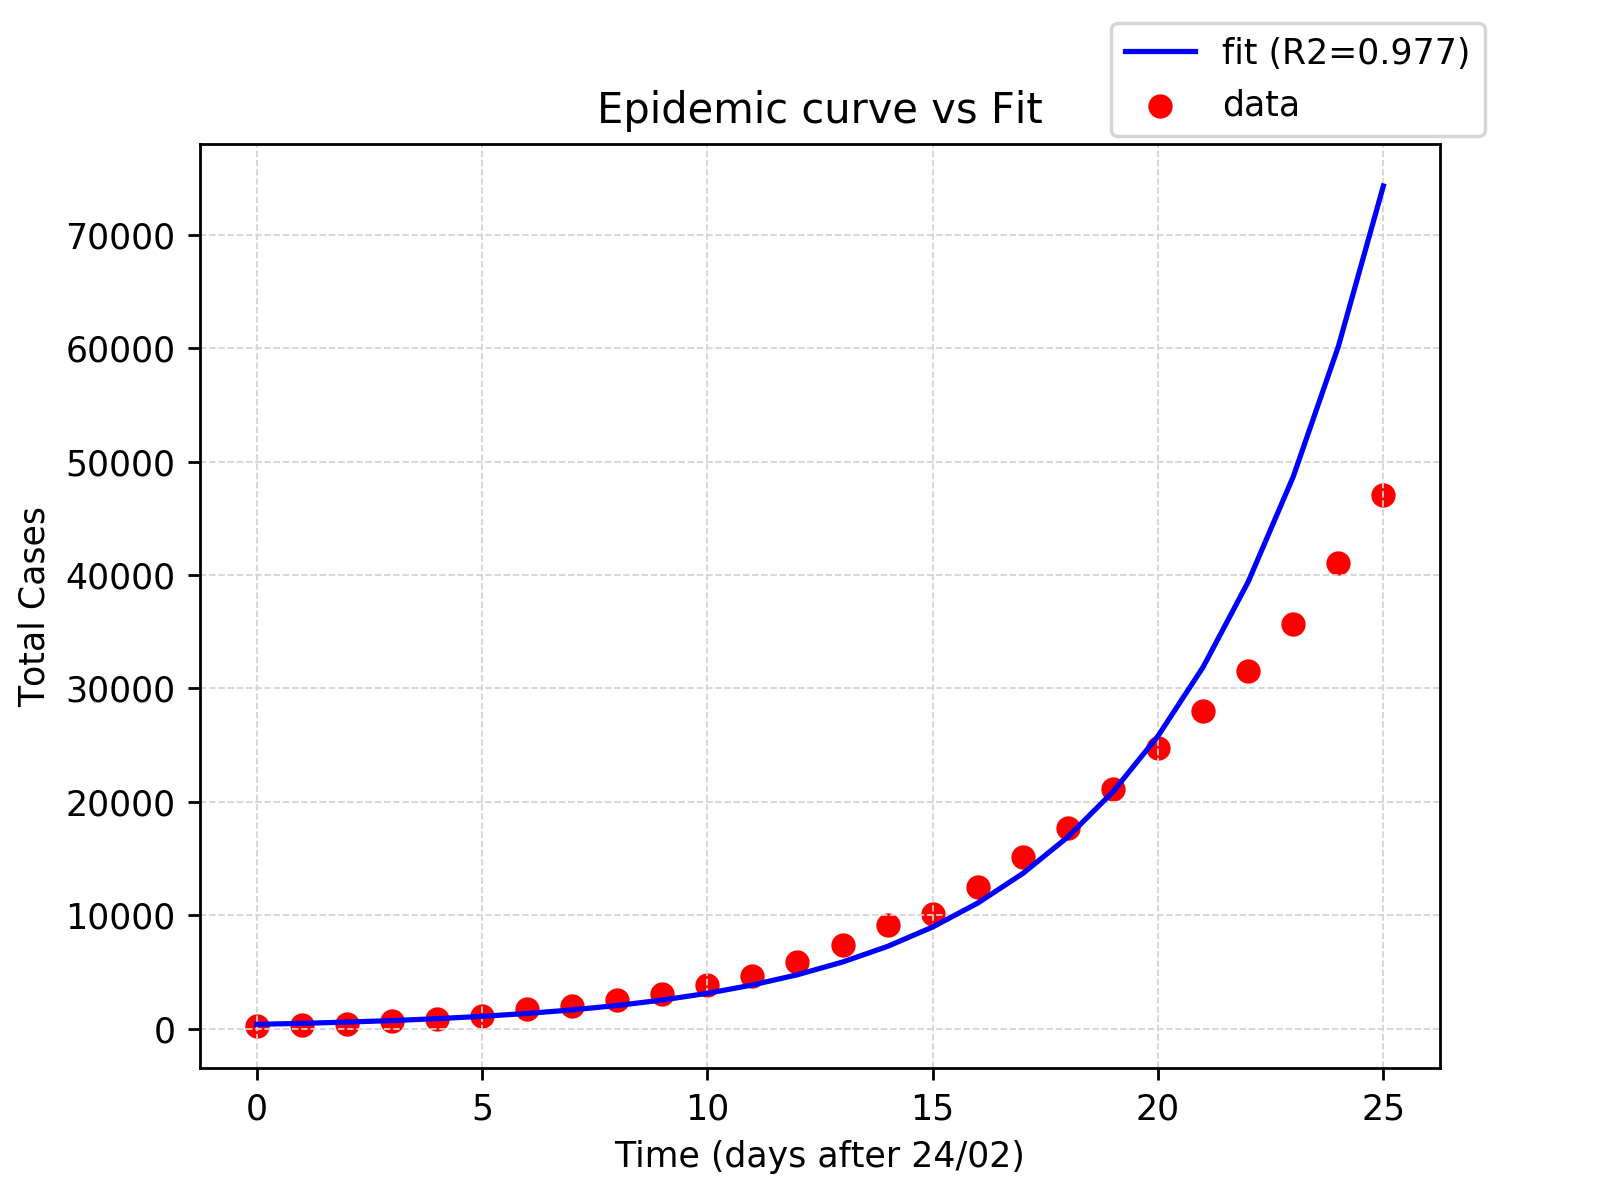 fit (R2=0.977)
data
Epidemic curve vs Fit
70000
60000
50000
40000
30000
20000
10000
0
Total Cases
0 5 10 15 20 25
Time (days after 24/02)